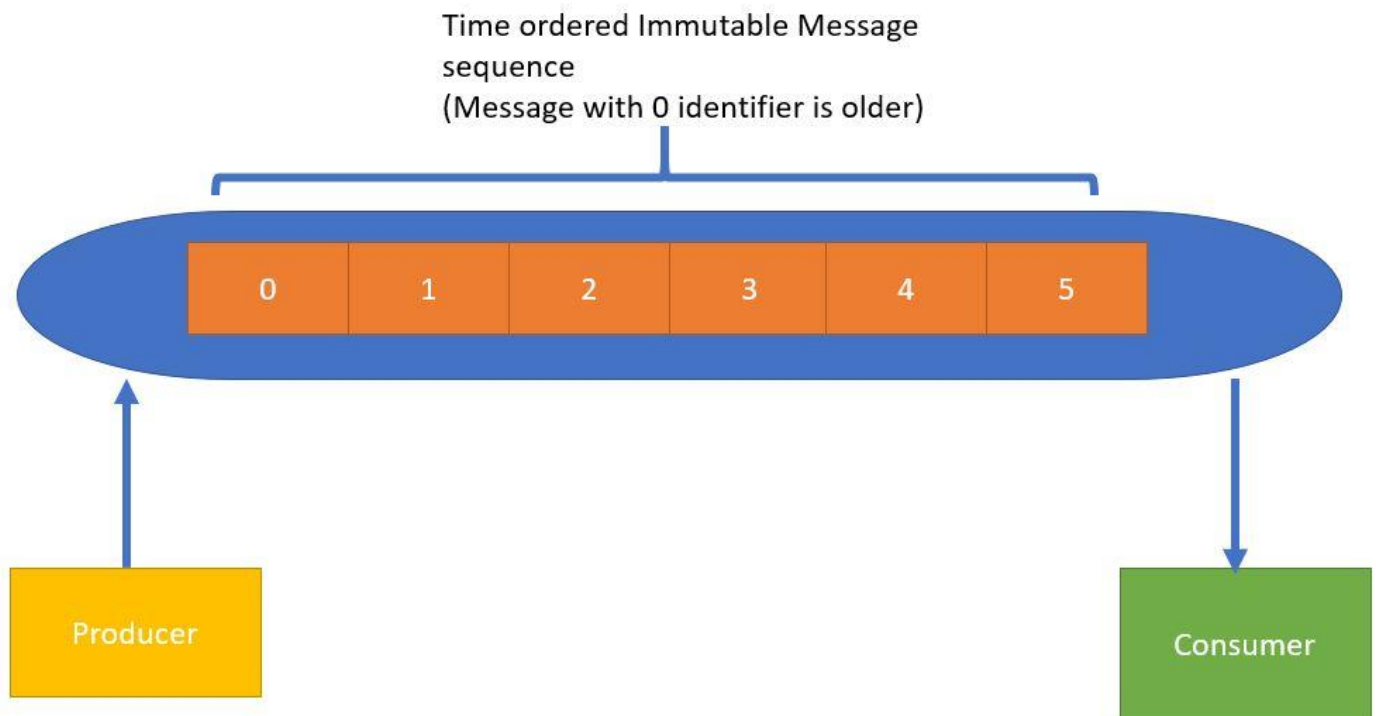 Time ordered Immutable Message
sequence
(Message with 0 identifier is older)
0 1 2 3 4 5
Producer
Consumer